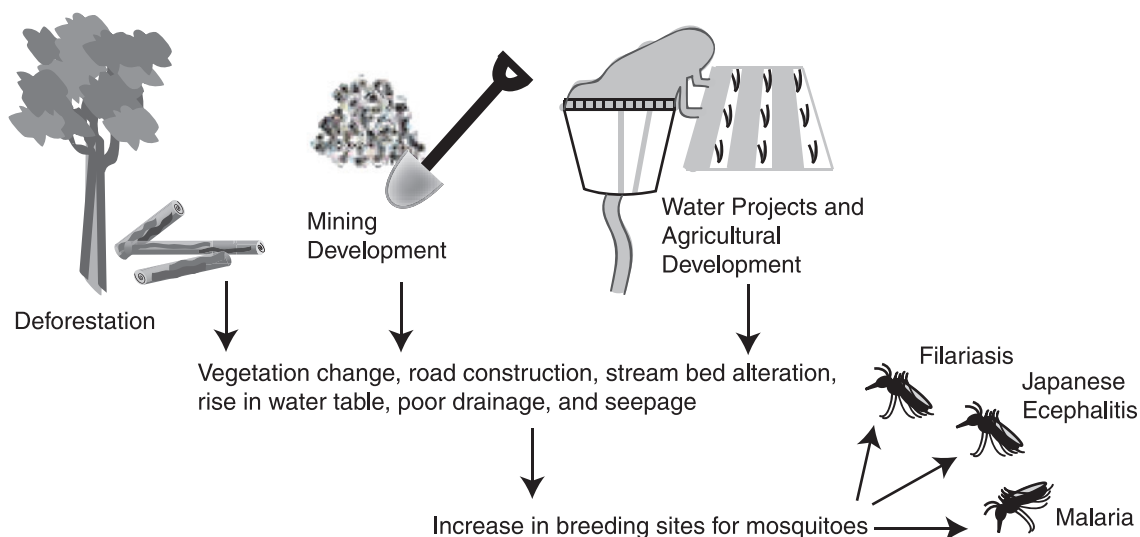 Mining
Development
Water Projects and
Agricultural
Development
Deforestation
Vegetation change, road construction, stream bed alteration,
rise in water table, poor drainage, and seepage
Filariasis
Japanese
Ecephalitis
Increase in breeding sites for mosquitoes
Malaria